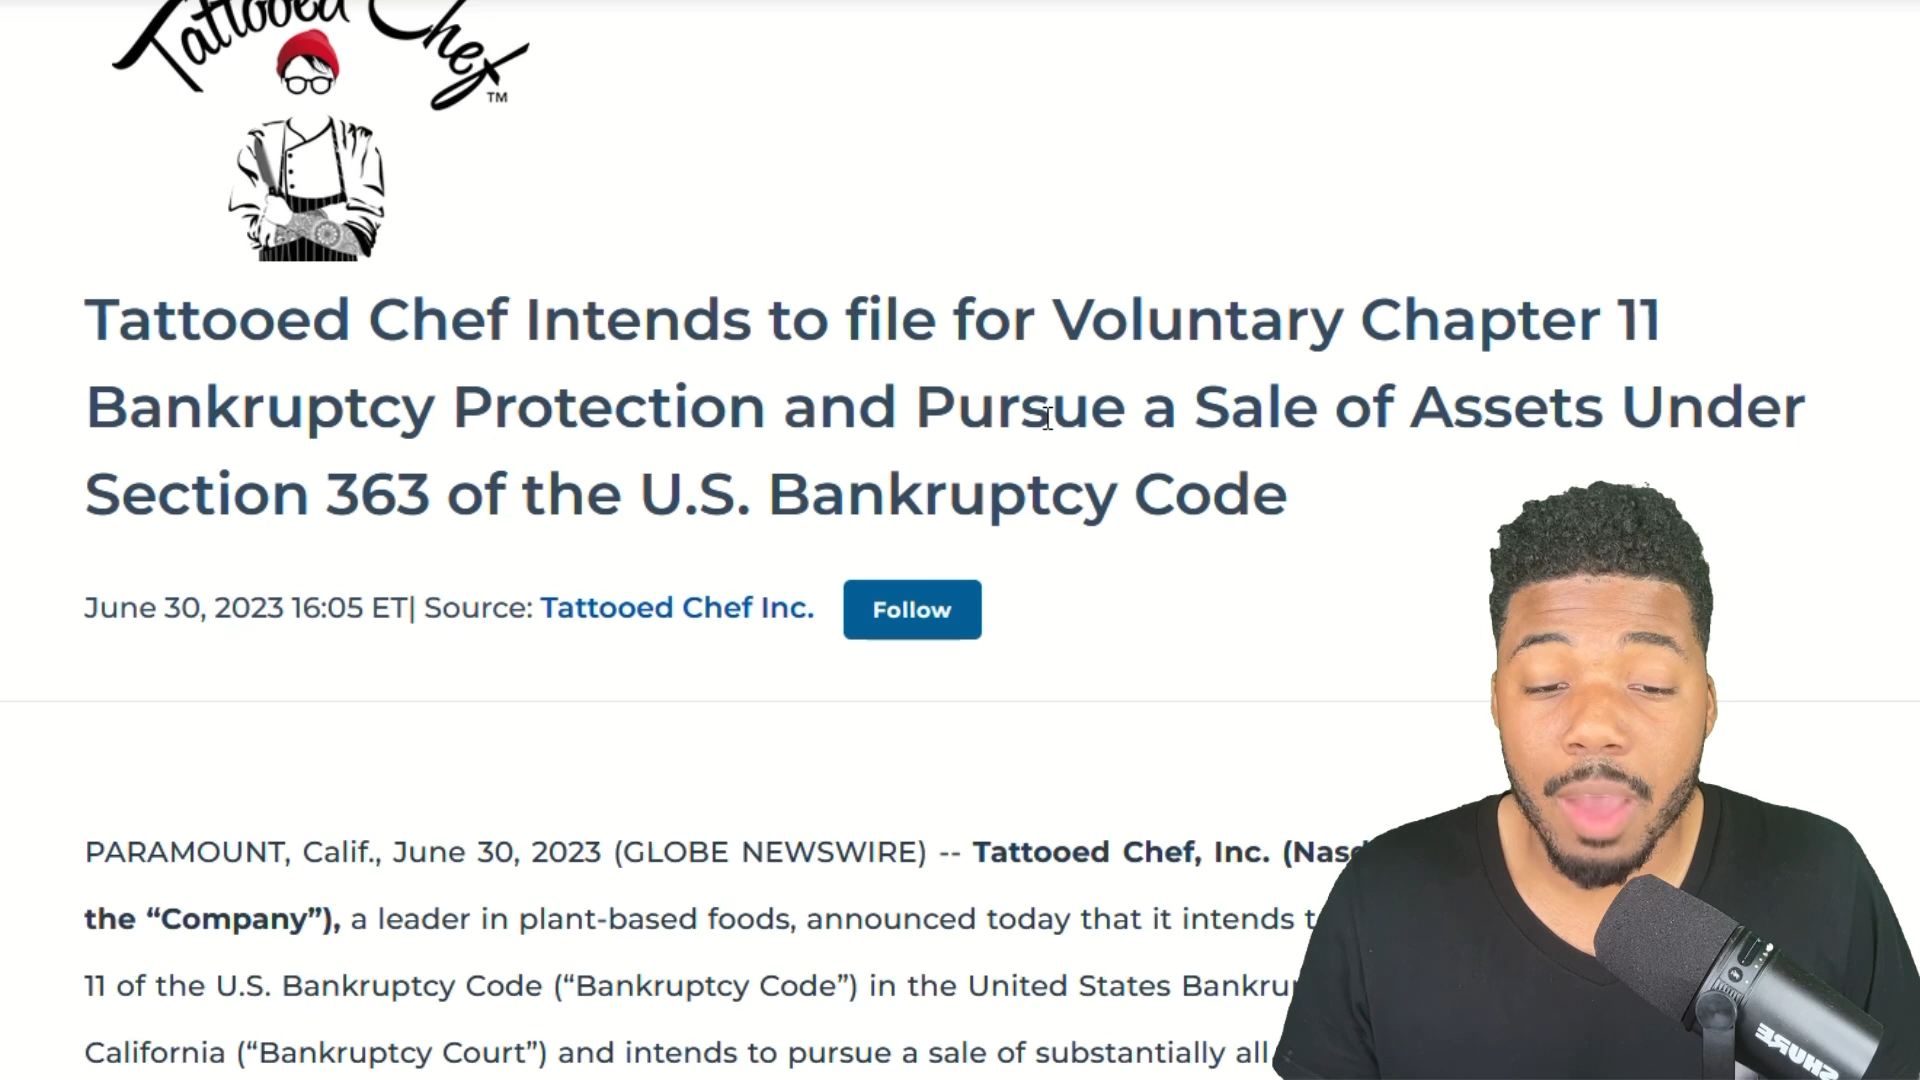 Tattooed Chef
TM
Tattooed Chef Intends to file for Voluntary Chapter 11
Bankruptcy Protection and Pursue a Sale of Assets Under
Section 363 of the U.S. Bankruptcy Code
June 30, 2023 16:05 ET| Source: Tattooed Chef Inc. Follow
PARAMOUNT, Calif., June 30, 2023 (GLOBE NEWSWIRE) -- Tattooed Chef, Inc. (Nasd
the “Company”), a leader in plant-based foods, announced today that it intends t
11 of the U.S. Bankruptcy Code (“Bankruptcy Code”) in the United States Bankru
California (“Bankruptcy Court”) and intends to pursue a sale of substantially all
SHURE